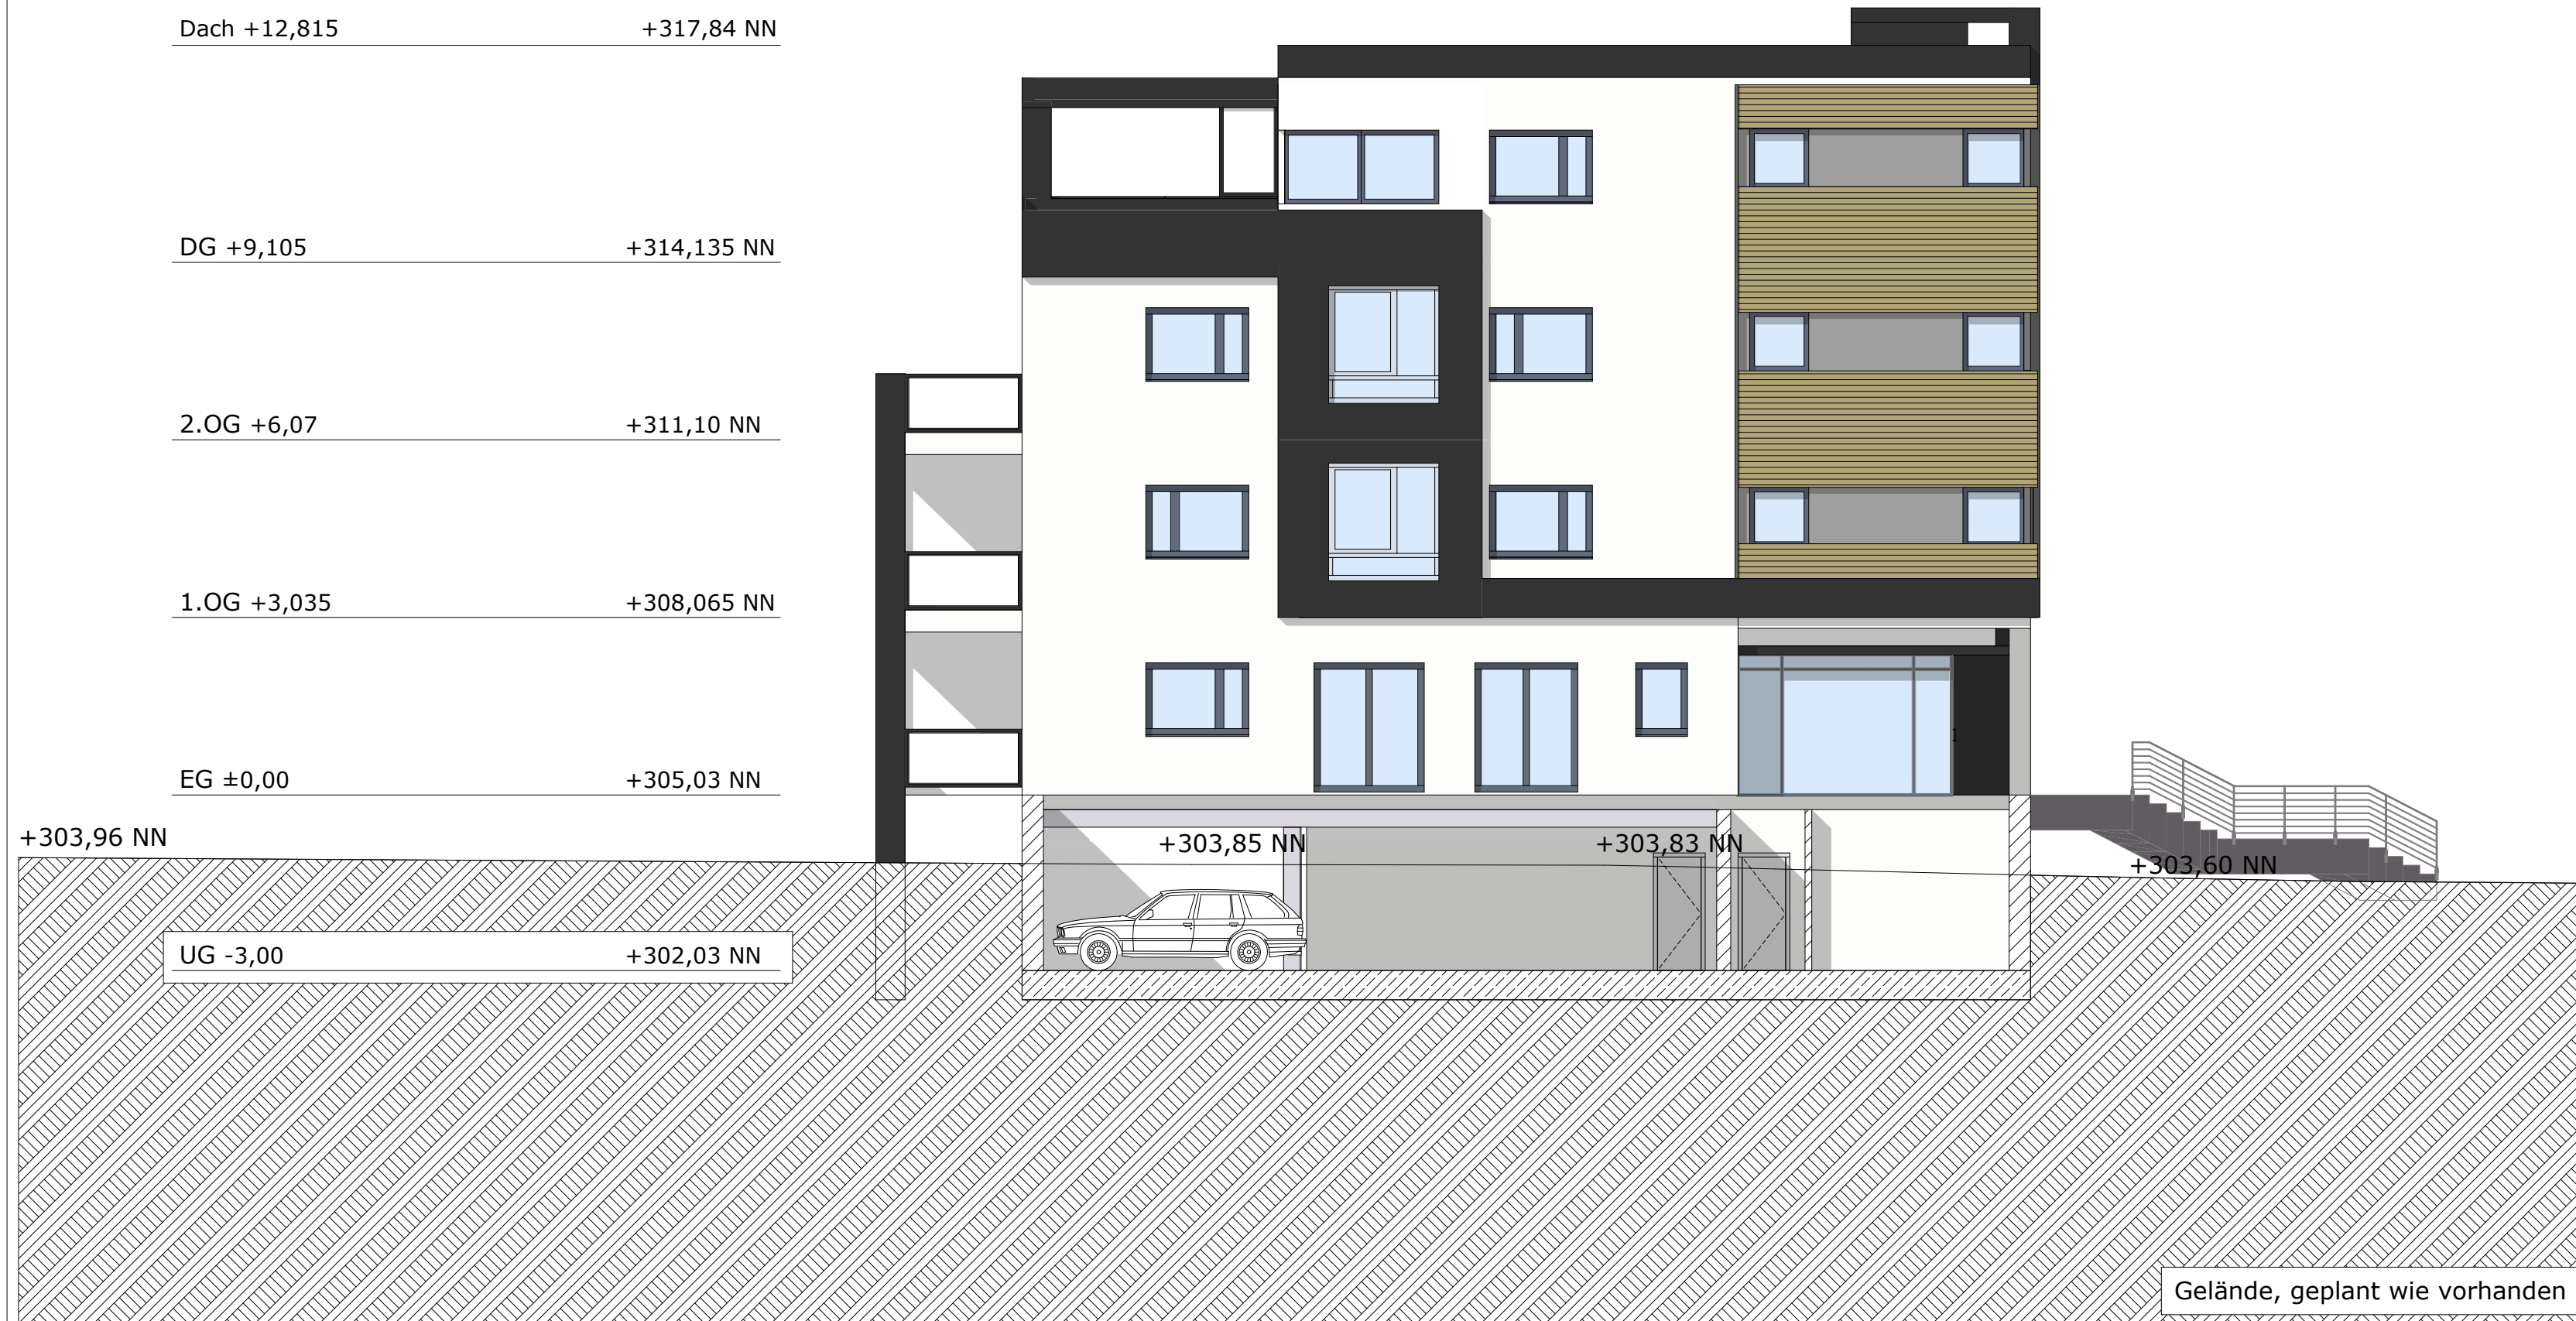 Dach +12,815 +317,84 NN
DG +9,105 +314,135 NN
2.OG +6,07 +311,10 NN
1.OG +3,035 +308,065 NN
EG ±0,00 +305,03 NN
+303,96 NN
+303,85 NN
+303,83 NN
+303,60 NN
UG -3,00 +302,03 NN
Gelände, geplant wie vorhanden